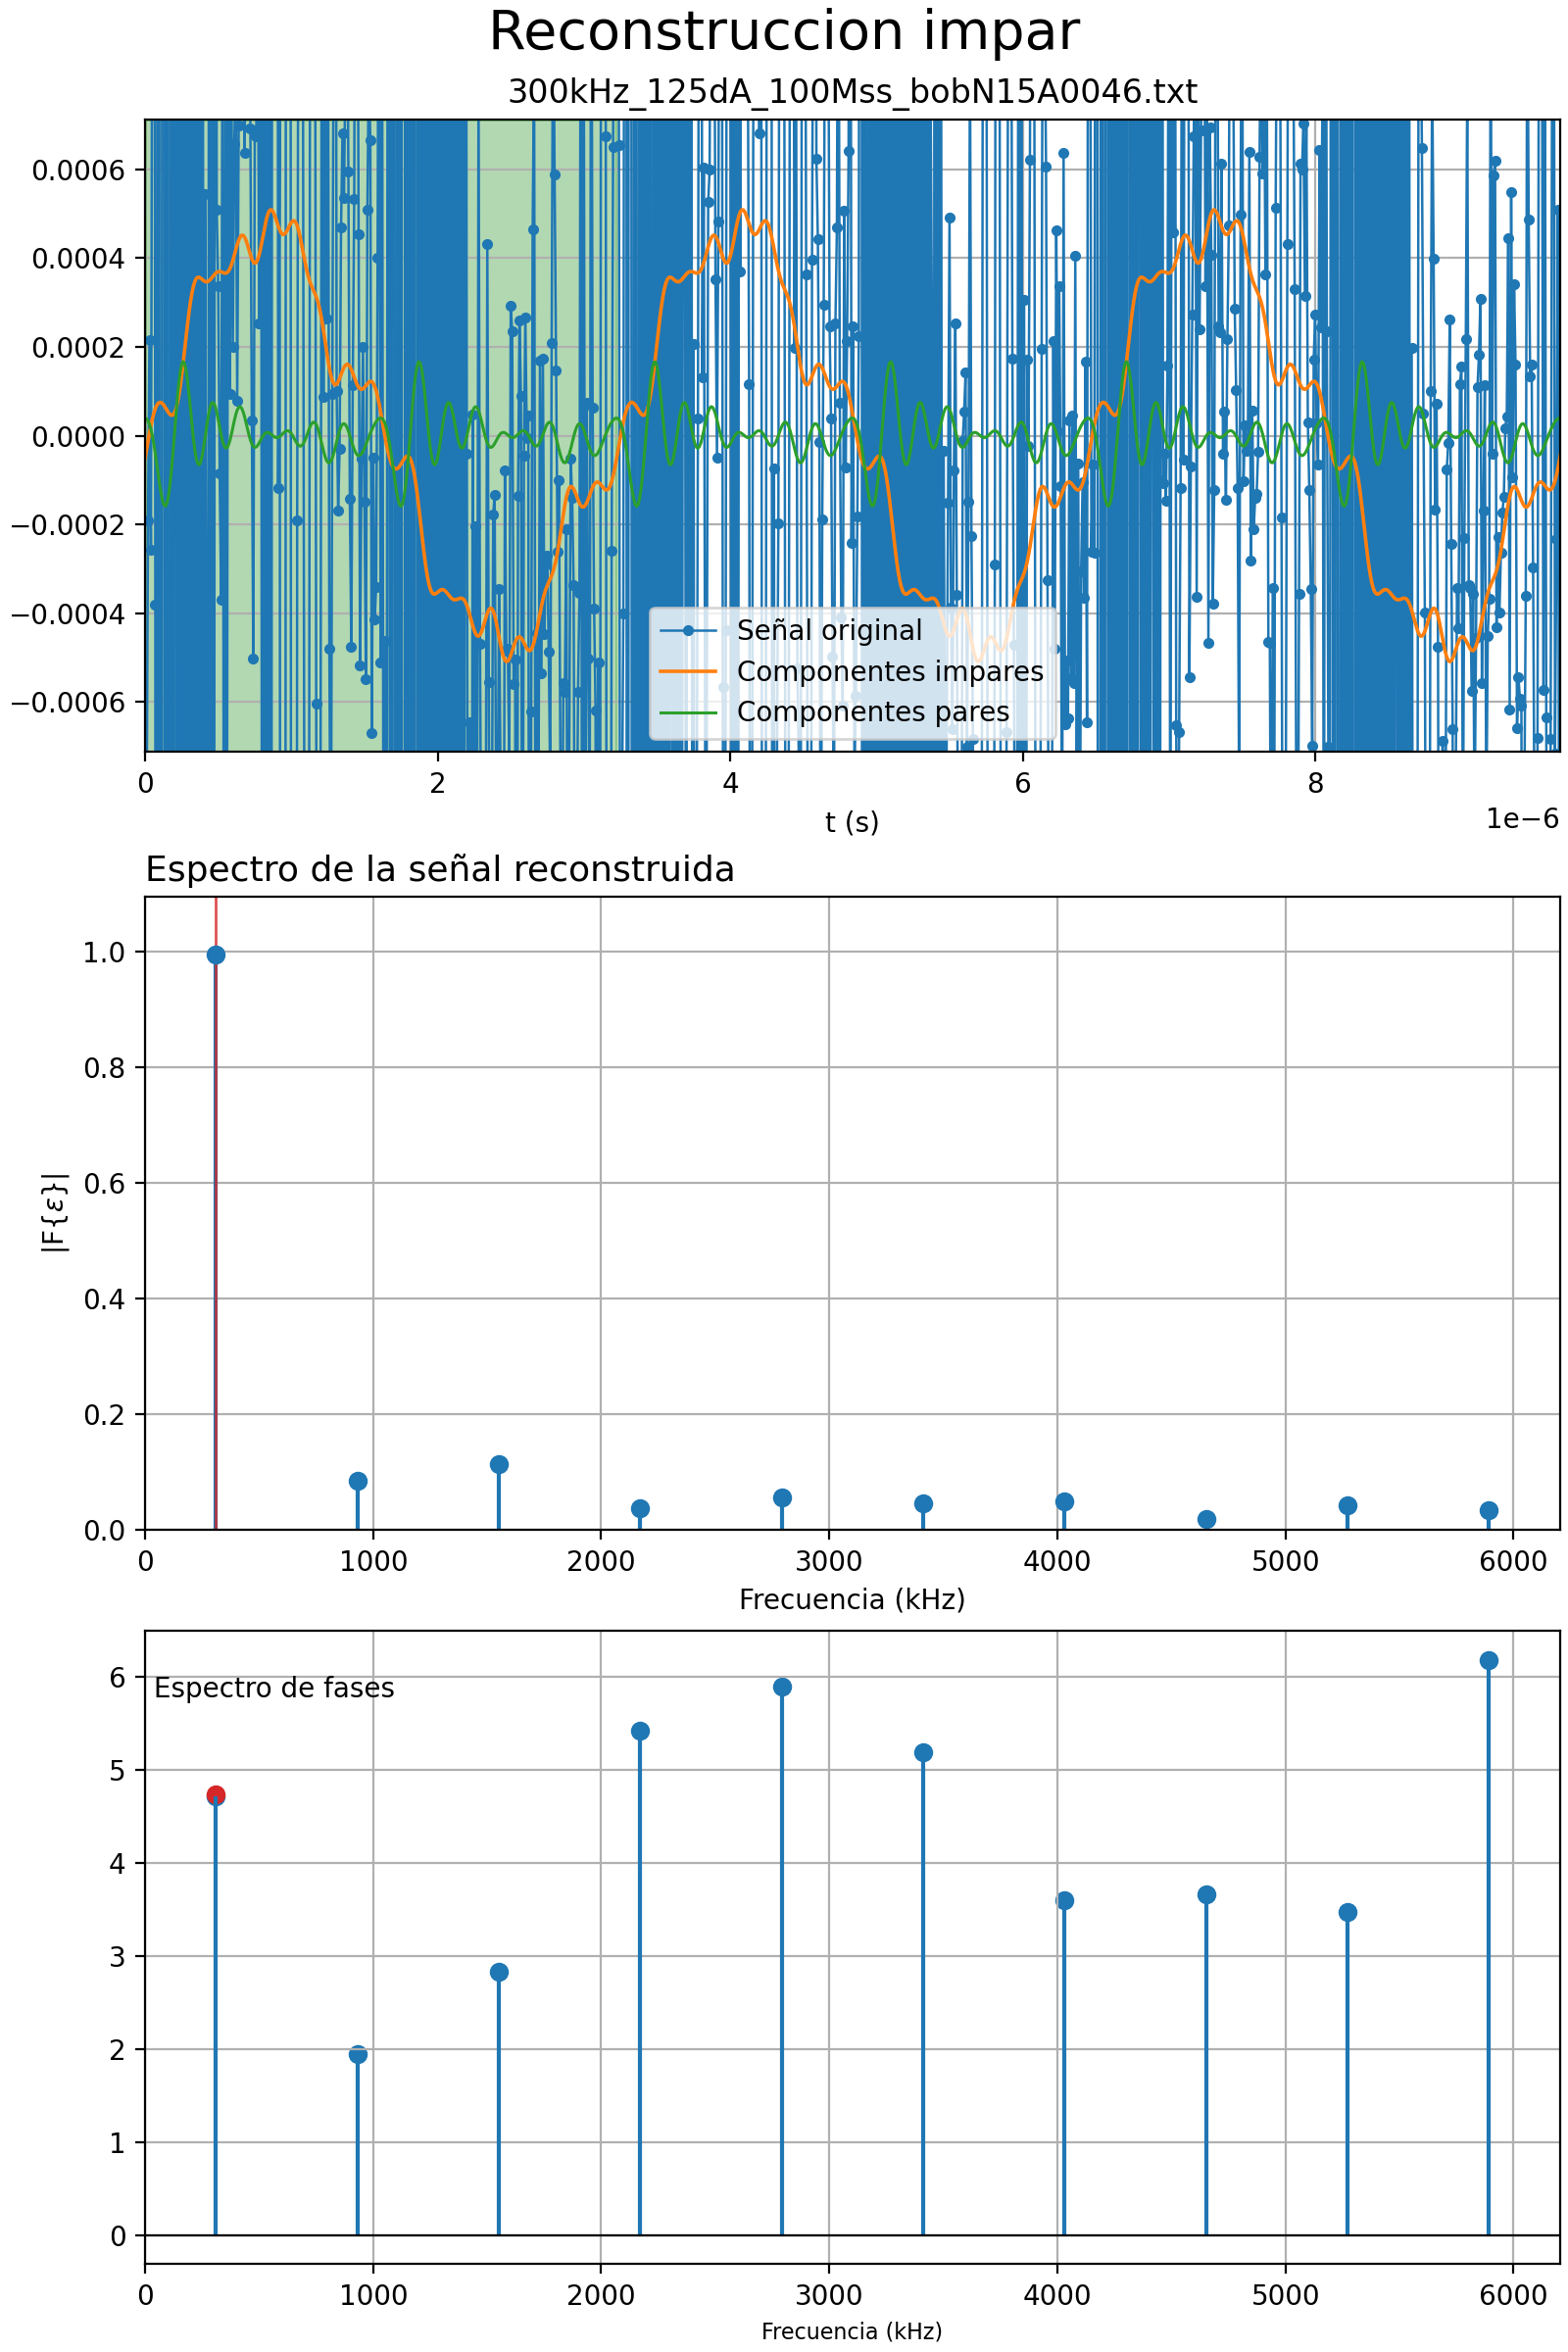 Reconstruccion impar
300kHz_125dA_100Mss_bobN15A0046.txt
0.0006
0.0004
0.0002
0.0000
−0.0002
−0.0004
−0.0006
Señal original
Componentes impares
Componentes pares
0 2 4 6 8
t (s)
1e−6
Espectro de la señal reconstruida
1.0
0.8
0.6
0.4
0.2
0.0
|F{ε}|
0 1000 2000 3000 4000 5000 6000
Frecuencia (kHz)
Espectro de fases
6
5
4
3
2
1
0
0 1000 2000 3000 4000 5000 6000
Frecuencia (kHz)